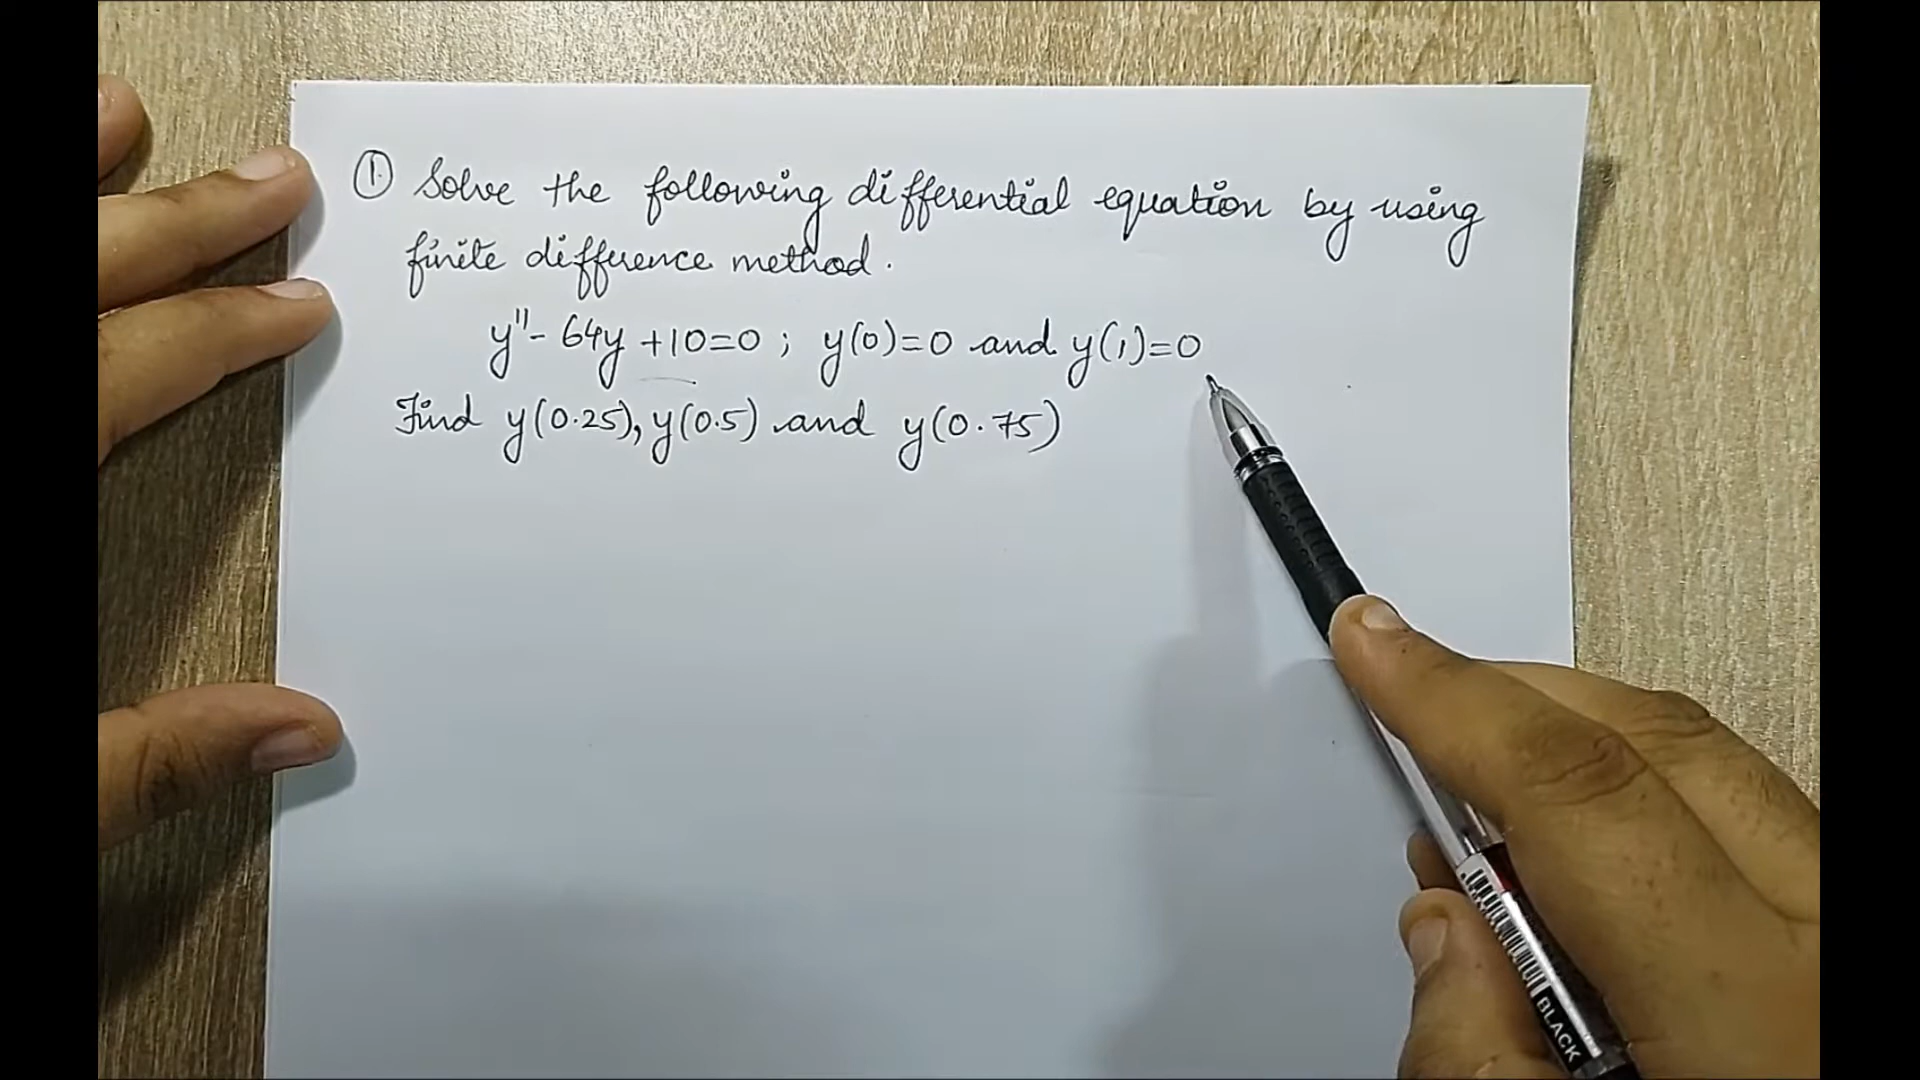 ① Solve the following differential equation by using
finite difference method.
y" - 64y + 10 = 0 ; y(0) = 0 and y(1) = 0
Find y(0.25), y(0.5) and y(0.75)
BLACK